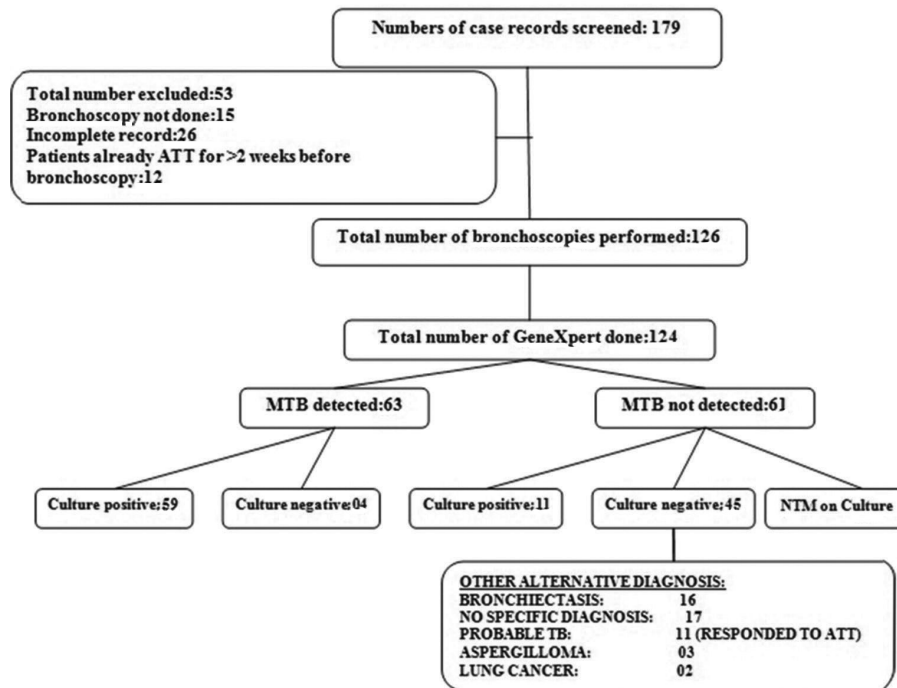 Numbers of case records screened: 179
Total number excluded:53
Bronchoscopy not done:15
Incomplete record:26
Patients already ATT for >2 weeks before
bronchoscopy:12
Total number of bronchoscopies performed:126
Total number of GeneXpert done:124
MTB detected:63
MTB not detected:61
Culture positive:59
Culture negative:04
Culture positive:11
Culture negative:45
NTM on Culture
OTHER ALTERNATIVE DIAGNOSIS:
BRONCHIECTASIS: 16
NO SPECIFIC DIAGNOSIS: 17
PROBABLE TB: 11 (RESPONDED TO ATT)
ASPERGILLOMA: 03
LUNG CANCER: 02